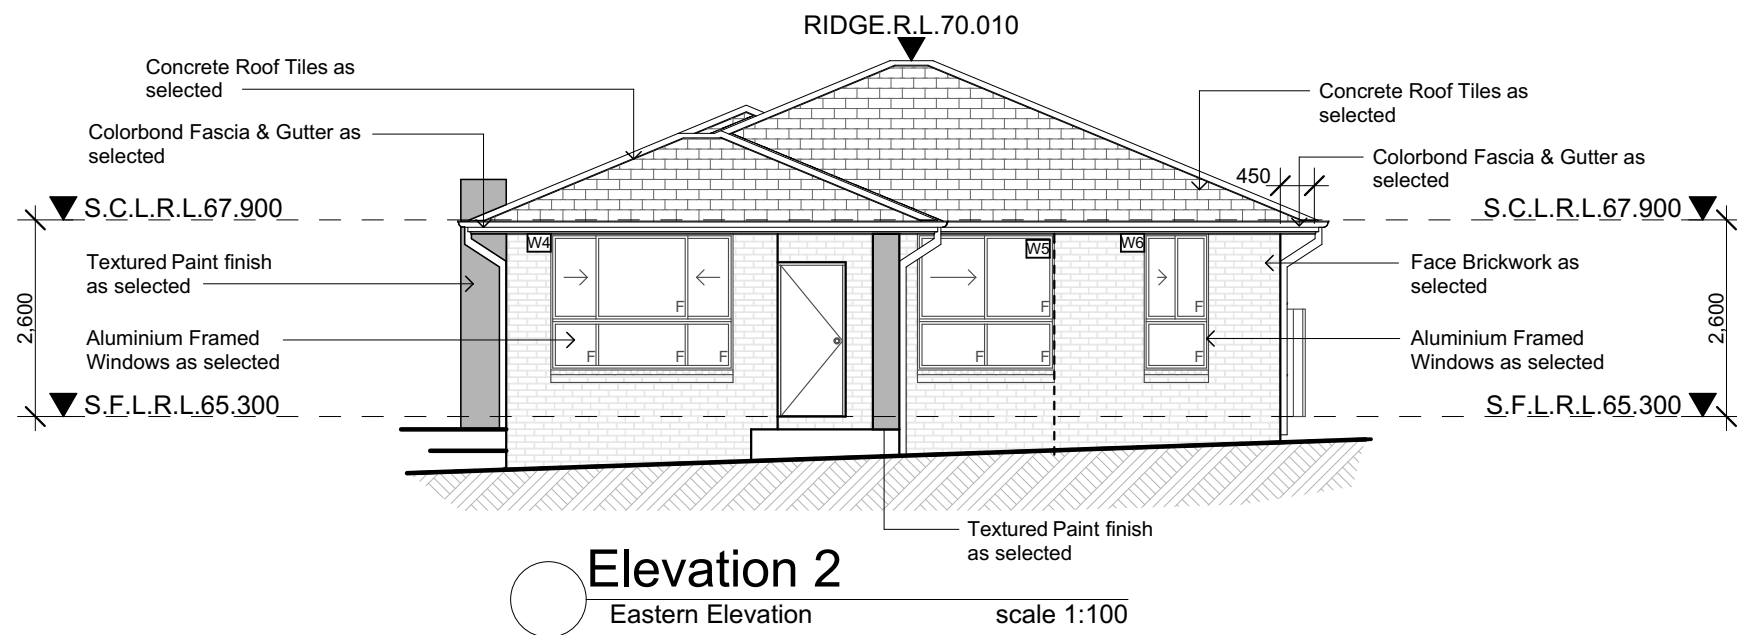 RIDGE.R.L.70.010
Concrete Roof Tiles as
selected
Colorbond Fascia & Gutter as
selected
S.C.L.R.L.67.900
Textured Paint finish
as selected
2,600
Aluminium Framed
Windows as selected
S.F.L.R.L.65.300
Concrete Roof Tiles as
selected
450
Colorbond Fascia & Gutter as
selected
S.C.L.R.L.67.900
Face Brickwork as
selected
2,600
Aluminium Framed
Windows as selected
S.F.L.R.L.65.300
W4
F
F
F
F
W5
F
F
F
W6
F
F
Textured Paint finish
as selected
Elevation 2
Eastern Elevation
scale 1:100